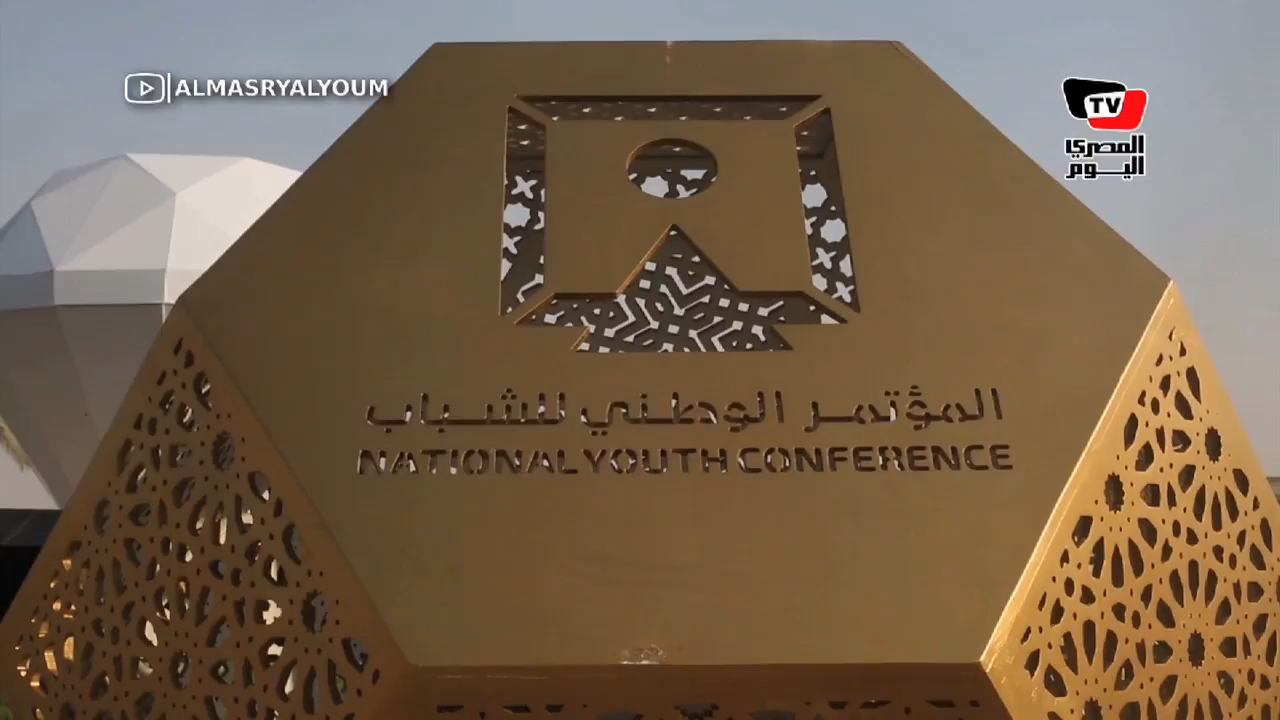 ALMASRYALYOUM
TV
المصري
اليوم
المؤتمر الوطني للشباب
NATIONAL YOUTH CONFERENCE